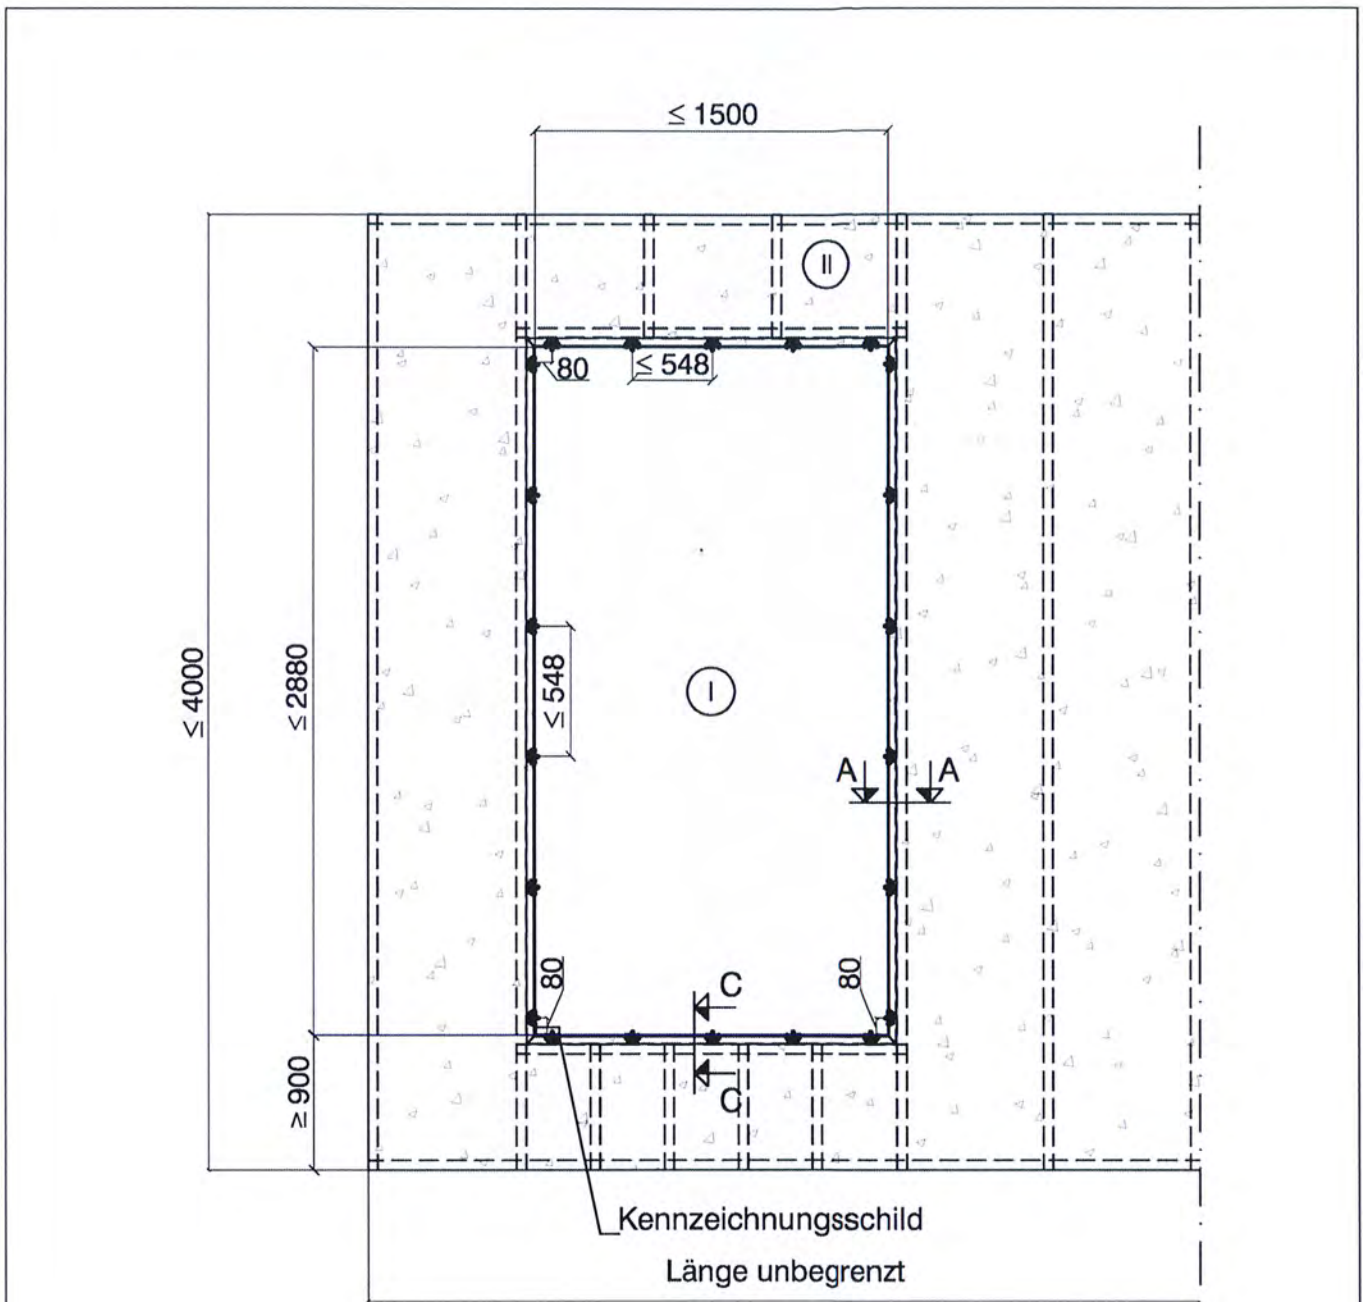 ≤ 1500
II
80
≤ 548
≤ 4000
≤ 2880
≤ 548
I
A A
80
80
C
≥ 900
C
Kennzeichnungsschild
Länge unbegrenzt